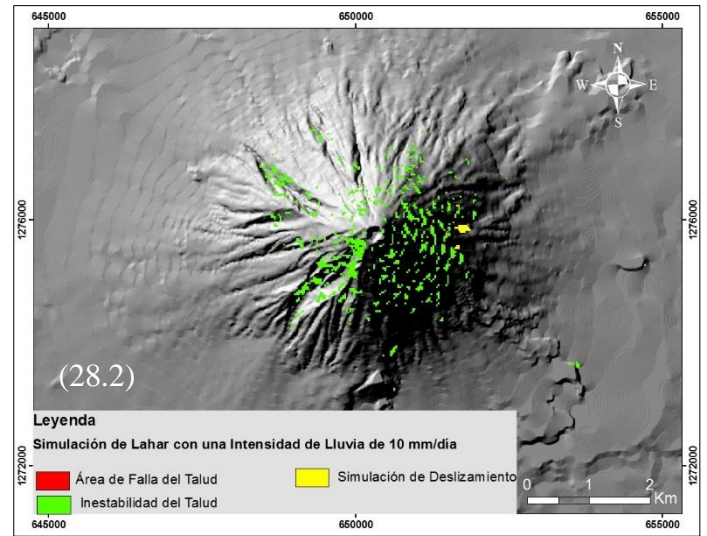 645000 650000 655000
N
W E
S
1276000 1276000
(28.2)
Leyenda
Simulación de Lahar con una Intensidad de Lluvia de 10 mm/día
Área de Falla del Talud
Simulación de Deslizamiento
Inestabilidad del Talud
0 1 2
Km
1272000 1272000
645000 650000 655000